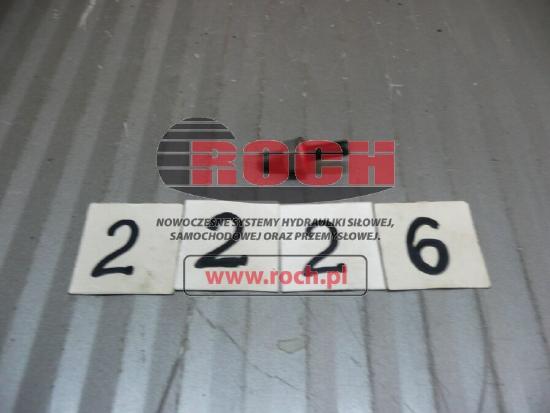 ROCH
NOWOCZESNE SYSTEMY HYDRAULIKI SIŁOWEJ,
SAMOCHODOWEJ ORAZ PRZEMYSŁOWEJ.
2 2 2 6
www.roch.pl